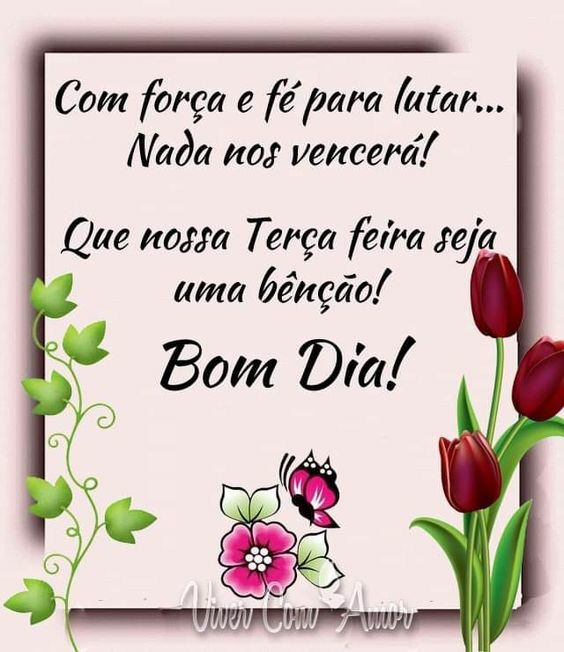 Com força e fé para lutar...
Nada nos vencerá!
Que nossa Terça feira seja
uma bênção!
Bom Dia!
Viver Com Amor